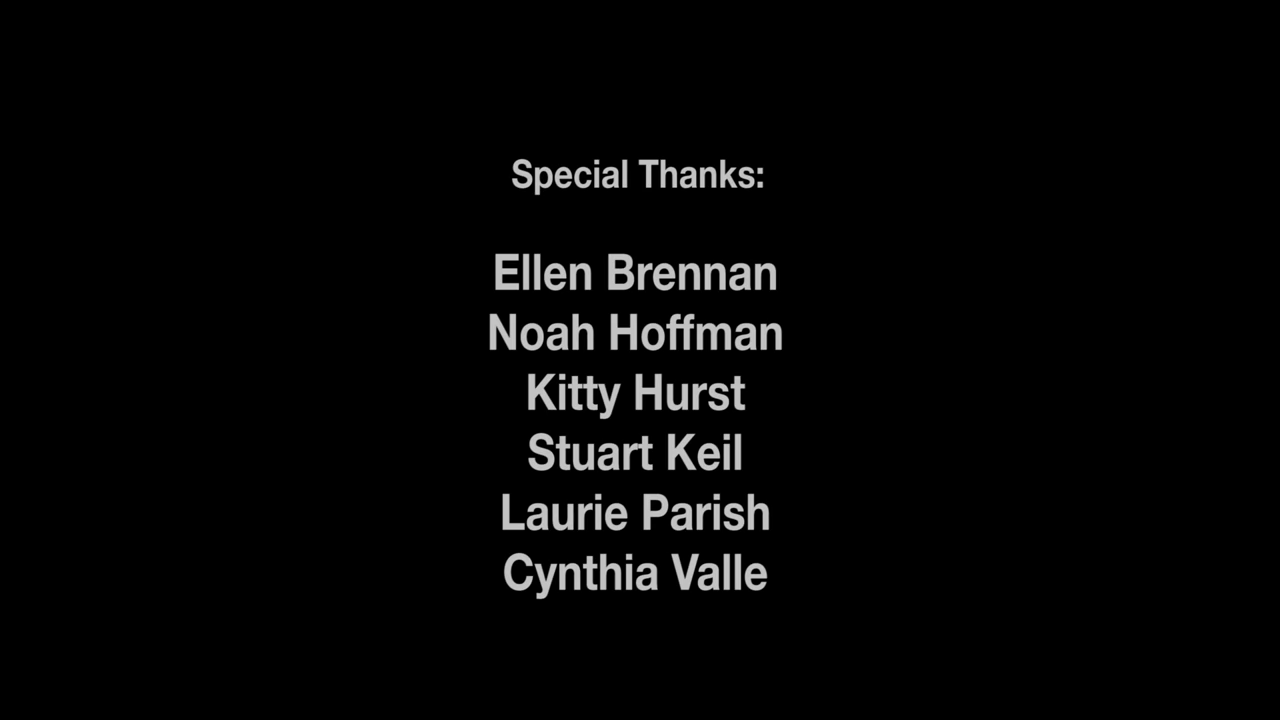 Special Thanks:
Ellen Brennan
Noah Hoffman
Kitty Hurst
Stuart Keil
Laurie Parish
Cynthia Valle